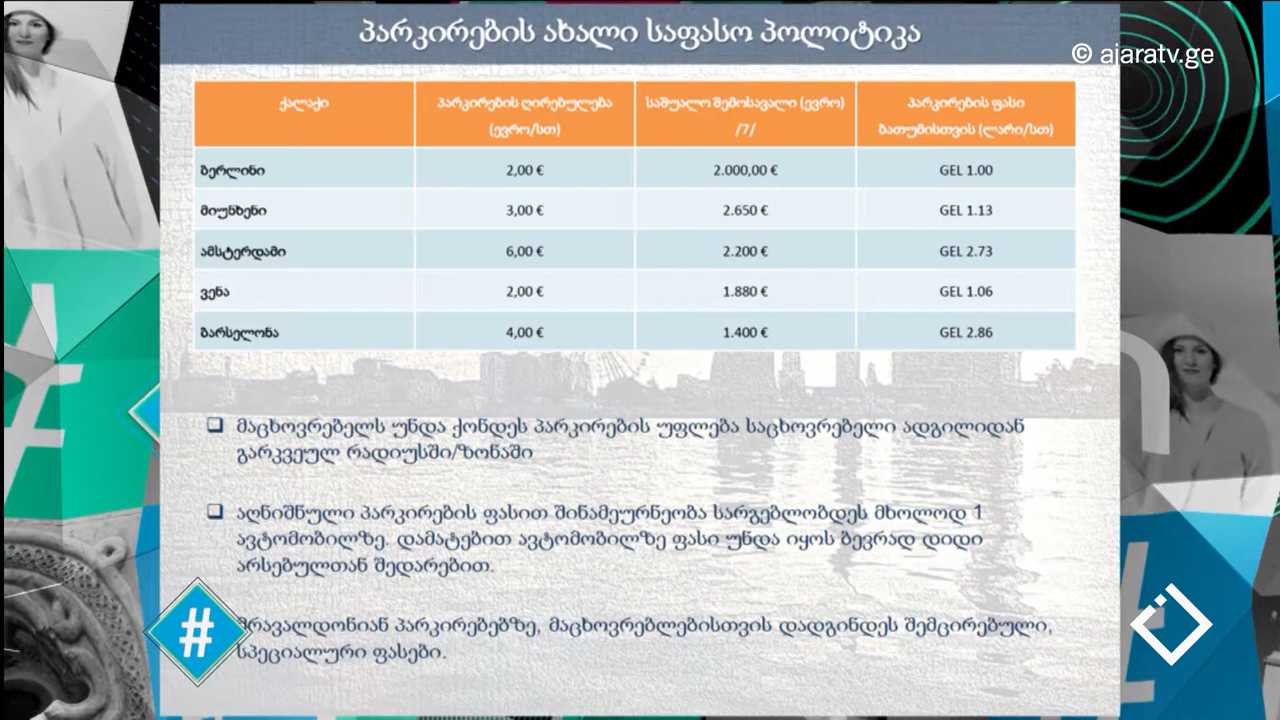 პარკირების ახალი საფასო პოლიტიკა
© ajaratv.ge
ქალაქი პარკირების ღირებულება (ევრო/სთ) საშუალო შემოსავალი (ევრო) /7/ პარკირების ფასი ბათუმისთვის (ლარი/სთ)
ბერლინი 2,00 € 2.000,00 € GEL 1.00
მიუნხენი 3,00 € 2.650 € GEL 1.13
ამსტერდამი 6,00 € 2.200 € GEL 2.73
ვენა 2,00 € 1.880 € GEL 1.06
ბარსელონა 4,00 € 1.400 € GEL 2.86
❑ მაცხოვრებელს უნდა ქონდეს პარკირების უფლება საცხოვრებელი ადგილიდან
გარკვეულ რადიუსში/ზონაში
❑ აღნიშნული პარკირების ფასით შინამეურნეობა სარგებლობდეს მხოლოდ 1
ავტომობილზე. დამატებით ავტომობილზე ფასი უნდა იყოს ბევრად დიდი
არსებულთან შედარებით.
მრავალდონიან პარკირებებზე, მაცხოვრებლებისთვის დადგინდეს შემცირებული,
სპეციალური ფასები.
#